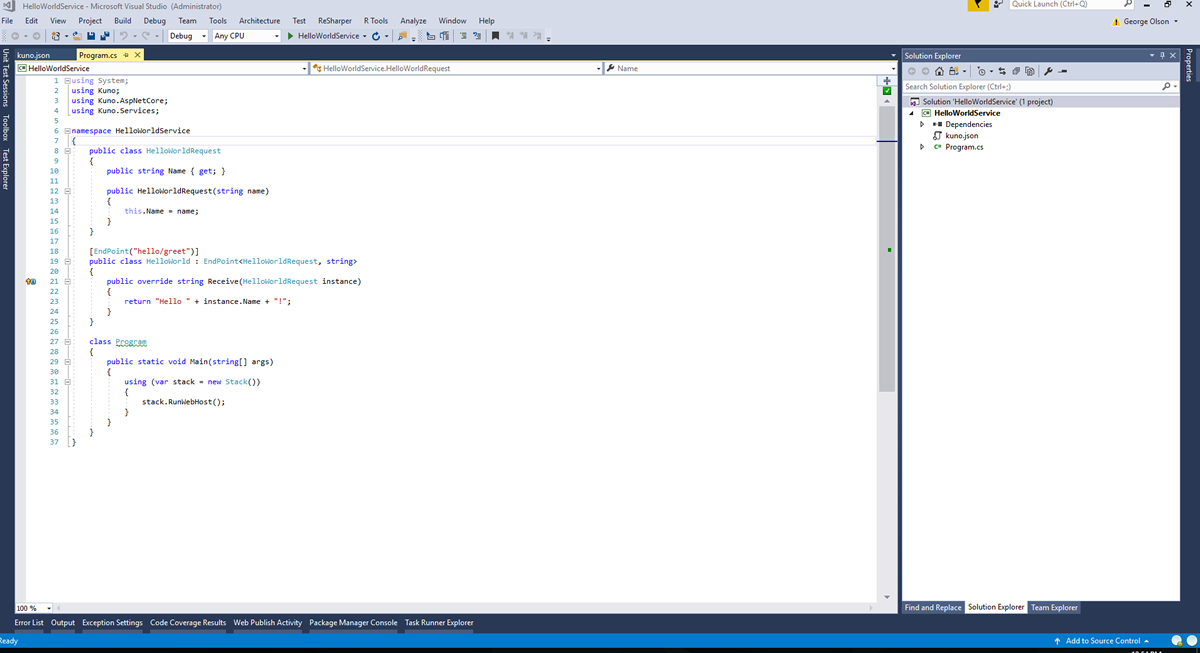 HelloWorldService - Microsoft Visual Studio (Administrator)
Quick Launch (Ctrl+Q)
File Edit View Project Build Debug Team Tools Architecture Test ReSharper R Tools Analyze Window Help
George Olson
Debug Any CPU HelloWorldService
Unit Test Sessions
Toolbox
Test Explorer
kuno.json Program.cs
HelloWorldService HelloWorldService.HelloWorldRequest Name
1 using System;
2 using Kuno;
3 using Kuno.AspNetCore;
4 using Kuno.Services;
5
6 namespace HelloWorldService
7 {
8 public class HelloWorldRequest
9 {
10 public string Name { get; }
11
12 public HelloWorldRequest(string name)
13 {
14 this.Name = name;
15 }
16 }
17
18 [EndPoint("hello/greet")]
19 public class HelloWorld : EndPoint<HelloWorldRequest, string>
20 {
21 public override string Receive(HelloWorldRequest instance)
22 {
23 return "Hello " + instance.Name + "!";
24 }
25 }
26
27 class Program
28 {
29 public static void Main(string[] args)
30 {
31 using (var stack = new Stack())
32 {
33 stack.RunWebHost();
34 }
35 }
36 }
37 }
100 %
Solution Explorer
Search Solution Explorer (Ctrl+;)
Solution 'HelloWorldService' (1 project)
C# HelloWorldService
Dependencies
kuno.json
C# Program.cs
Properties
Find and Replace Solution Explorer Team Explorer
Error List Output Exception Settings Code Coverage Results Web Publish Activity Package Manager Console Task Runner Explorer
Ready
Add to Source Control